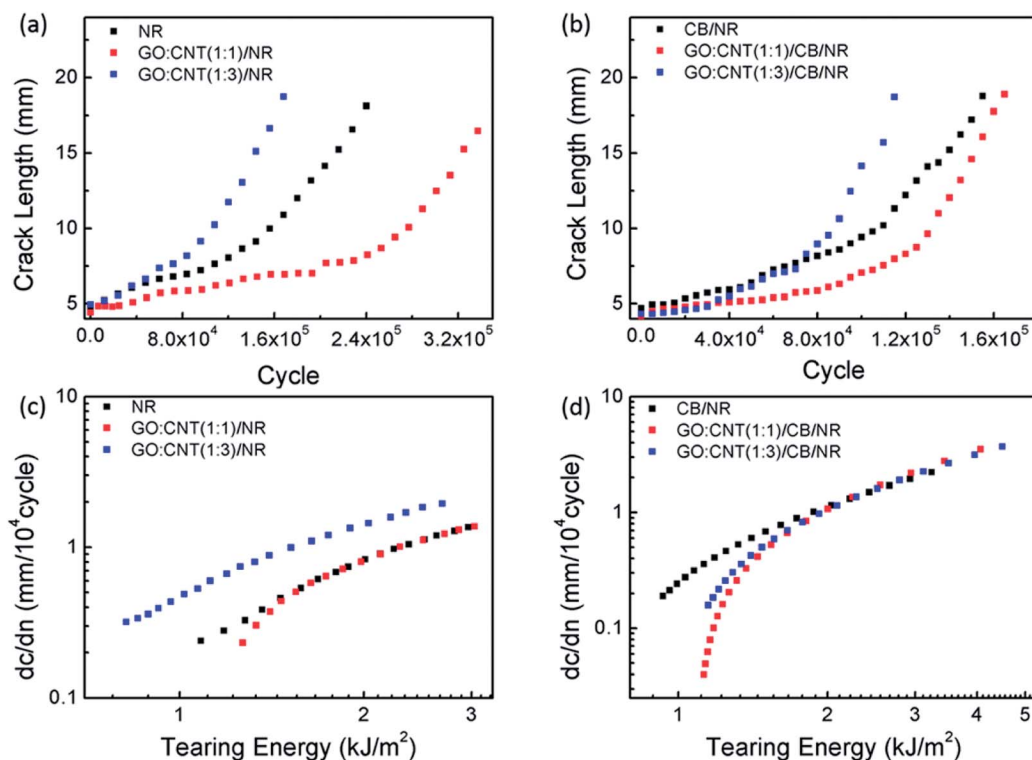 (a)
NR
GO:CNT(1:1)/NR
GO:CNT(1:3)/NR
Crack Length (mm)
20
15
10
5
0.0
8.0x10⁴
1.6x10⁵
2.4x10⁵
3.2x10⁵
Cycle
(b)
CB/NR
GO:CNT(1:1)/CB/NR
GO:CNT(1:3)/CB/NR
Crack Length (mm)
20
15
10
5
0.0
4.0x10⁴
8.0x10⁴
1.2x10⁵
1.6x10⁵
Cycle
(c)
NR
GO:CNT(1:1)/NR
GO:CNT(1:3)/NR
dc/dn (mm/10⁴cycle)
10
1
0.1
1
2
3
Tearing Energy (kJ/m²)
(d)
CB/NR
GO:CNT(1:1)/CB/NR
GO:CNT(1:3)/CB/NR
dc/dn (mm/10⁴cycle)
10
1
0.1
1
2
3
4
5
Tearing Energy (kJ/m²)